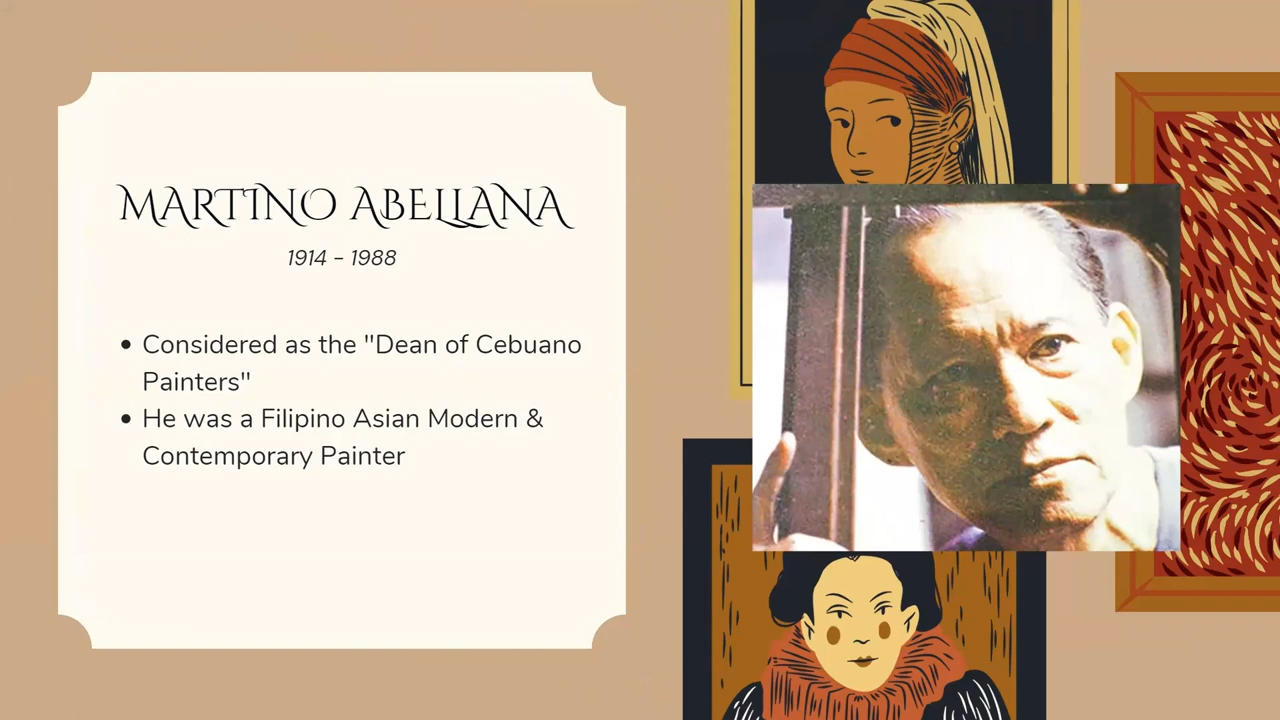 MARTINO ABELLANA
1914 - 1988
• Considered as the "Dean of Cebuano
Painters"
• He was a Filipino Asian Modern &
Contemporary Painter